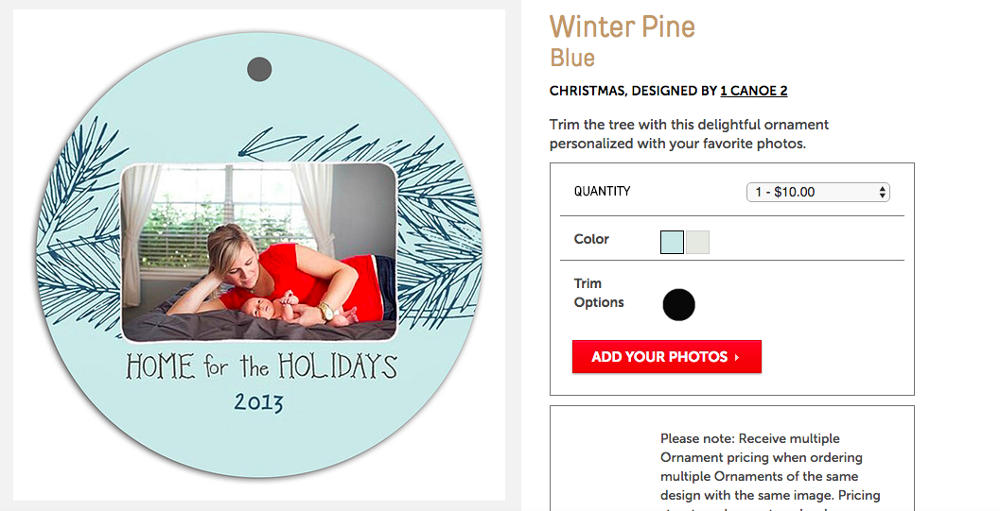 HOME for the HOLIDAYS
2013
Winter Pine
Blue
CHRISTMAS, DESIGNED BY 1 CANOE 2
Trim the tree with this delightful ornament
personalized with your favorite photos.
QUANTITY
1 - $10.00
Color
Trim
Options
ADD YOUR PHOTOS
Please note: Receive multiple
Ornament pricing when ordering
multiple Ornaments of the same
design with the same image. Pricing